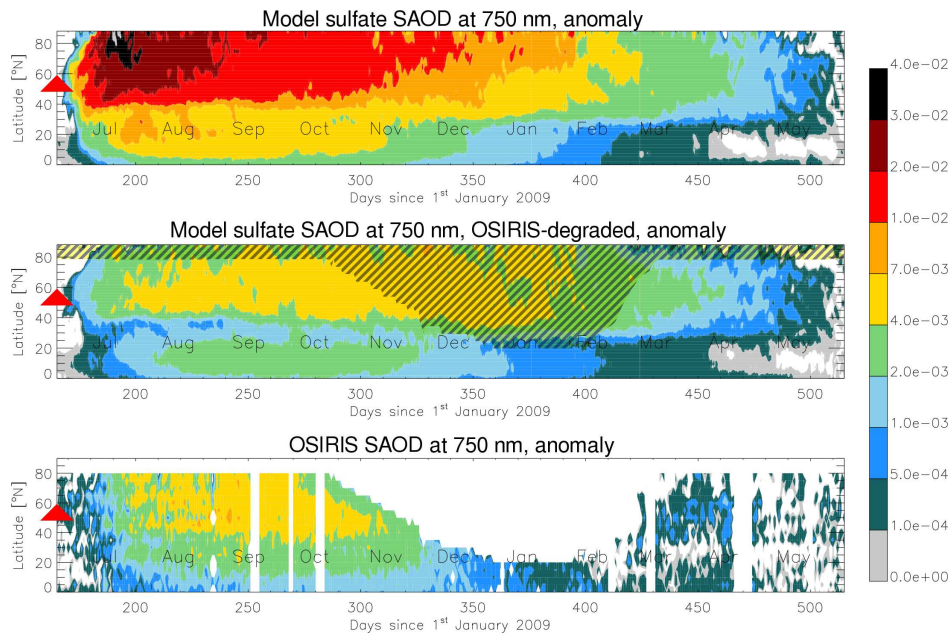 Model sulfate SAOD at 750 nm, anomaly
Latitude [°N]
80
60
40
20
0
Jul Aug Sep Oct Nov Dec Jan Feb Mar Apr May
200 250 300 350 400 450 500
Days since 1st January 2009
Model sulfate SAOD at 750 nm, OSIRIS-degraded, anomaly
Latitude [°N]
80
60
40
20
0
Jul Aug Sep Oct Nov Dec Jan Feb Mar Apr May
200 250 300 350 400 450 500
Days since 1st January 2009
OSIRIS SAOD at 750 nm, anomaly
Latitude [°N]
80
60
40
20
0
Jul Aug Sep Oct Nov Dec Jan Feb Mar Apr May
200 250 300 350 400 450 500
Days since 1st January 2009
4.0e-02
3.0e-02
2.0e-02
1.0e-02
7.0e-03
4.0e-03
2.0e-03
1.0e-03
5.0e-04
1.0e-04
0.0e+00